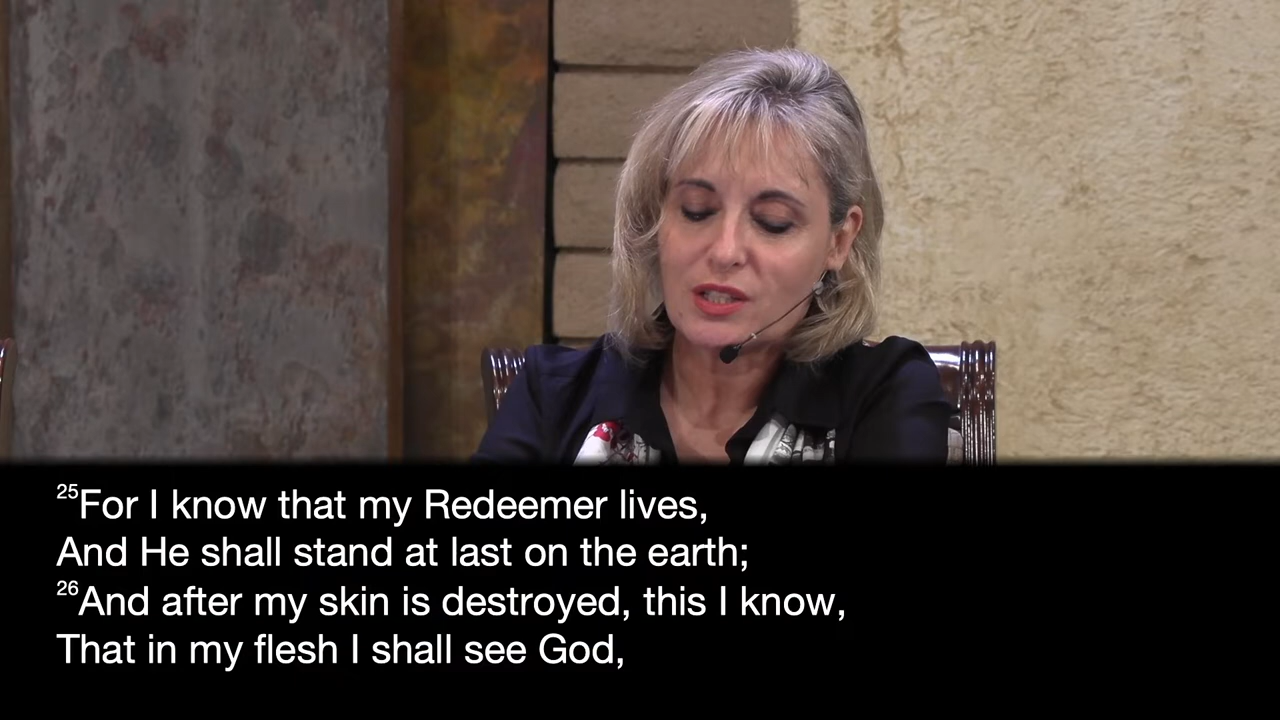 25For I know that my Redeemer lives,
And He shall stand at last on the earth;
26And after my skin is destroyed, this I know,
That in my flesh I shall see God,